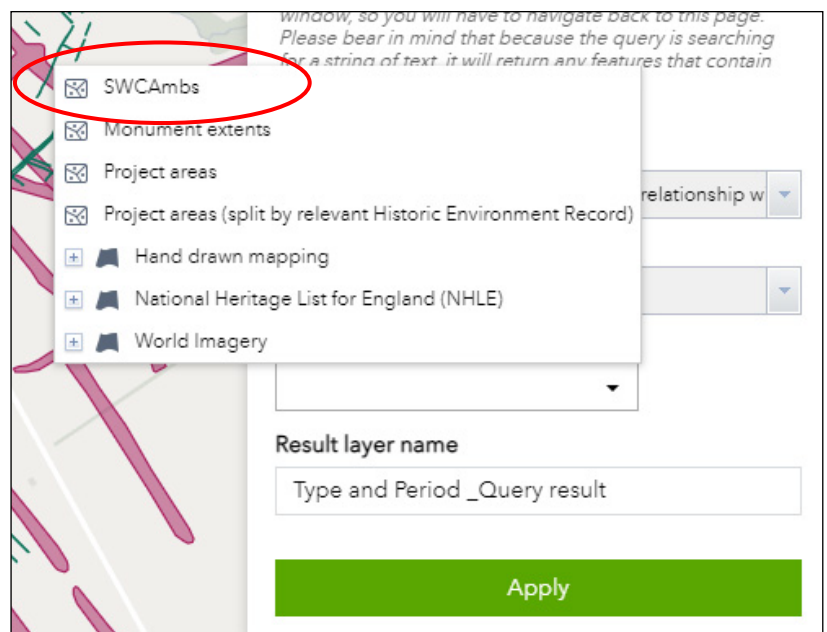 window, so you will have to navigate back to this page.
Please bear in mind that because the query is searching
for a string of text, it will return any features that contain
SWCAmbs
Monument extents
Project areas
relationship w
Project areas (split by relevant Historic Environment Record)
Hand drawn mapping
National Heritage List for England (NHLE)
World Imagery
Result layer name
Type and Period _Query result
Apply